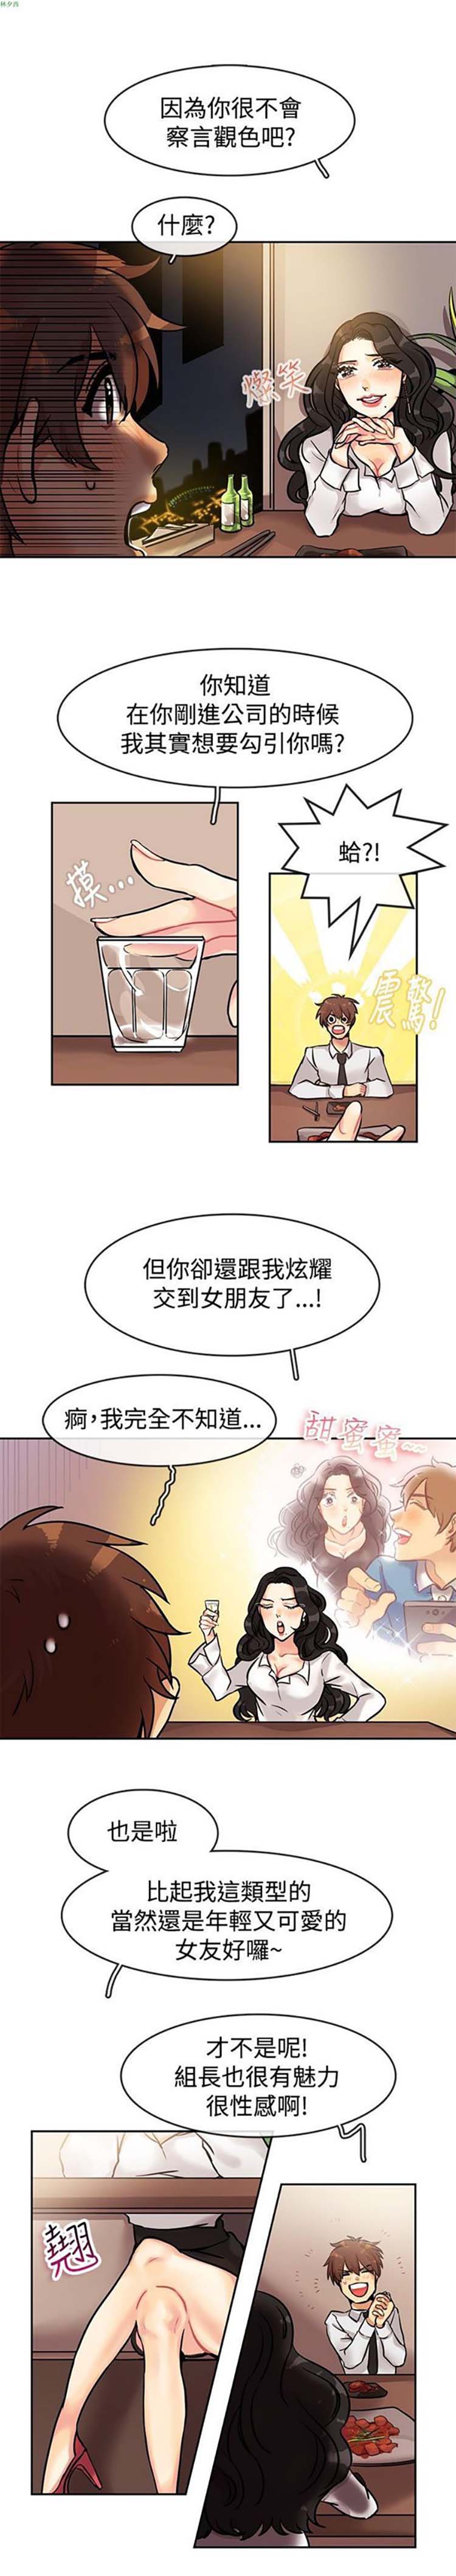 林夕西
因為你很不會
察言觀色吧?
什麼?
燦笑
你知道
在你剛進公司的時候
我其實想要勾引你嗎?
摸...
蛤?!
震驚!
但你卻還跟我炫耀
交到女朋友了...!
啊，我完全不知道...
甜蜜蜜~~
也是啦
比起我這類型的
當然還是年輕又可愛的
女友好囉~
才不是呢!
組長也很有魅力
很性感啊!
翹